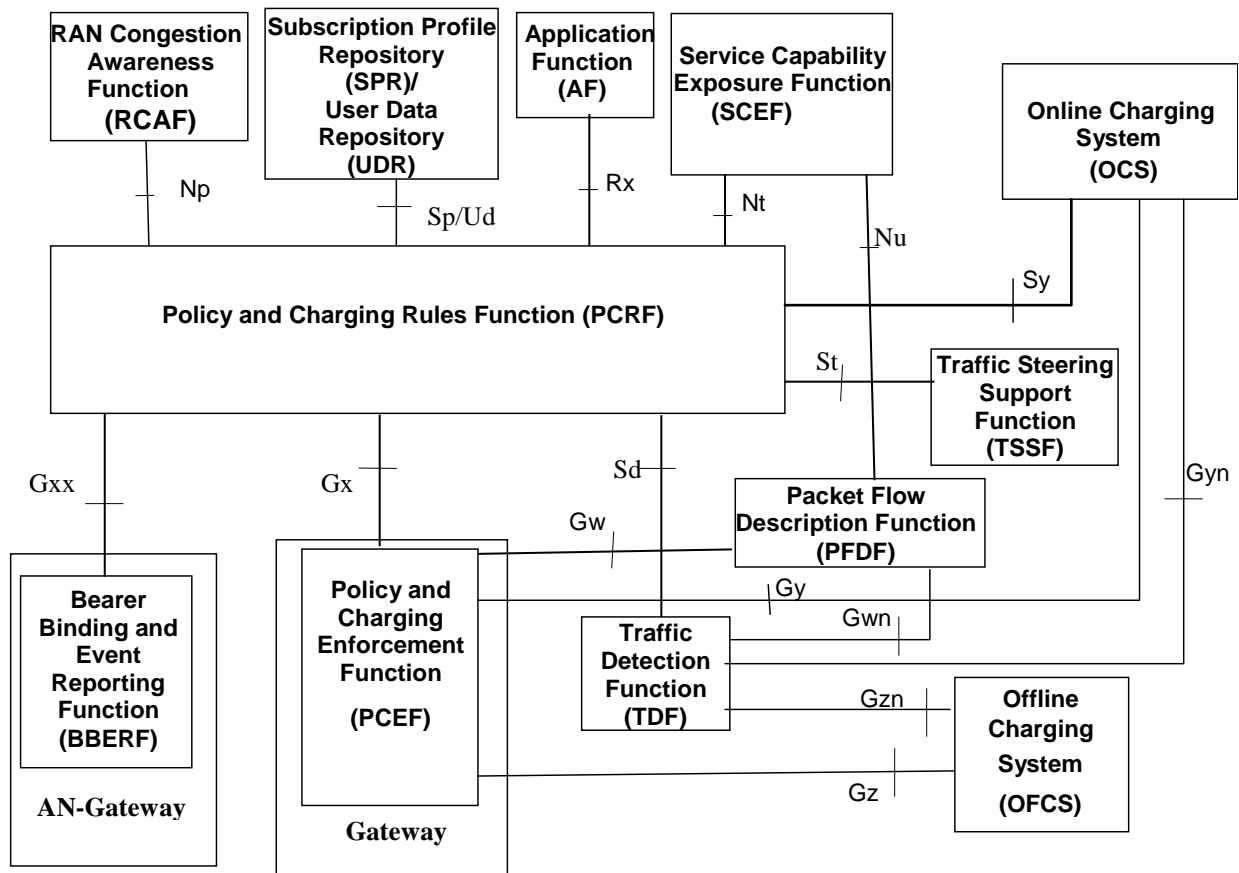 RAN Congestion
Awareness
Function
(RCAF)
Subscription Profile
Repository
(SPR)/
User Data
Repository
(UDR)
Application
Function
(AF)
Service Capability
Exposure Function
(SCEF)
Online Charging
System
(OCS)
Np
Sp/Ud
Rx
Nt
Nu
Sy
Policy and Charging Rules Function (PCRF)
St
Traffic Steering
Support
Function
(TSSF)
Gxx
Gx
Sd
Gyn
Packet Flow
Description Function
(PFDF)
Gw
Gy
Gwn
Bearer
Binding and
Event
Reporting
Function
(BBERF)
AN-Gateway
Policy and
Charging
Enforcement
Function
(PCEF)
Gateway
Traffic
Detection
Function
(TDF)
Gzn
Gz
Offline
Charging
System
(OFCS)